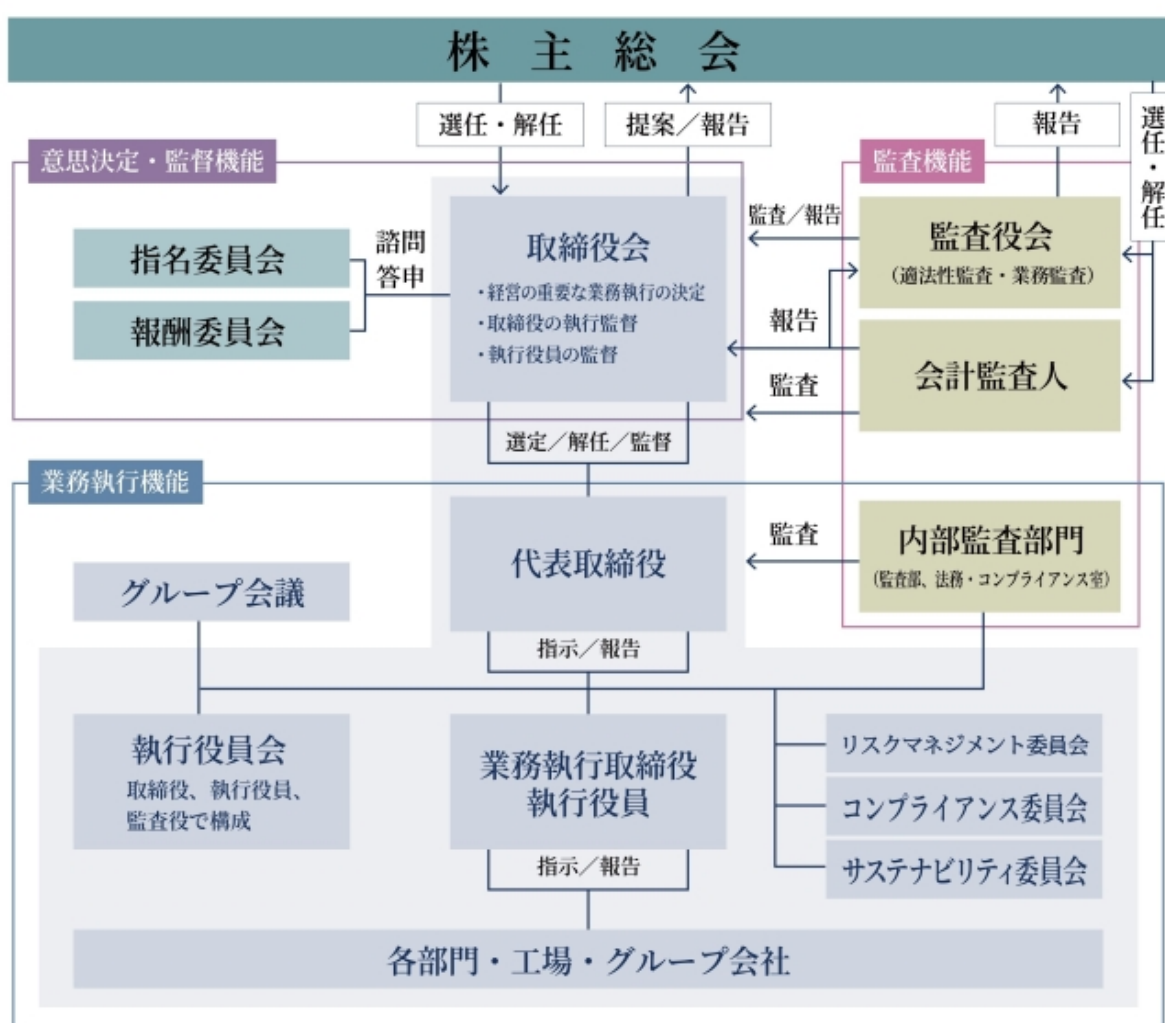 株主総会
選任・解任
提案／報告
報告
選任・解任
意思決定・監督機能
監査機能
指名委員会
報酬委員会
諮問
答申
取締役会
・経営の重要な業務執行の決定
・取締役の執行監督
・執行役員の監督
監査／報告
報告
監査
監査役会
（適法性監査・業務監査）
会計監査人
選定／解任／監督
業務執行機能
代表取締役
監査
内部監査部門
（監査部、法務・コンプライアンス室）
グループ会議
指示／報告
執行役員会
取締役、執行役員、
監査役で構成
業務執行取締役
執行役員
リスクマネジメント委員会
コンプライアンス委員会
サステナビリティ委員会
指示／報告
各部門・工場・グループ会社